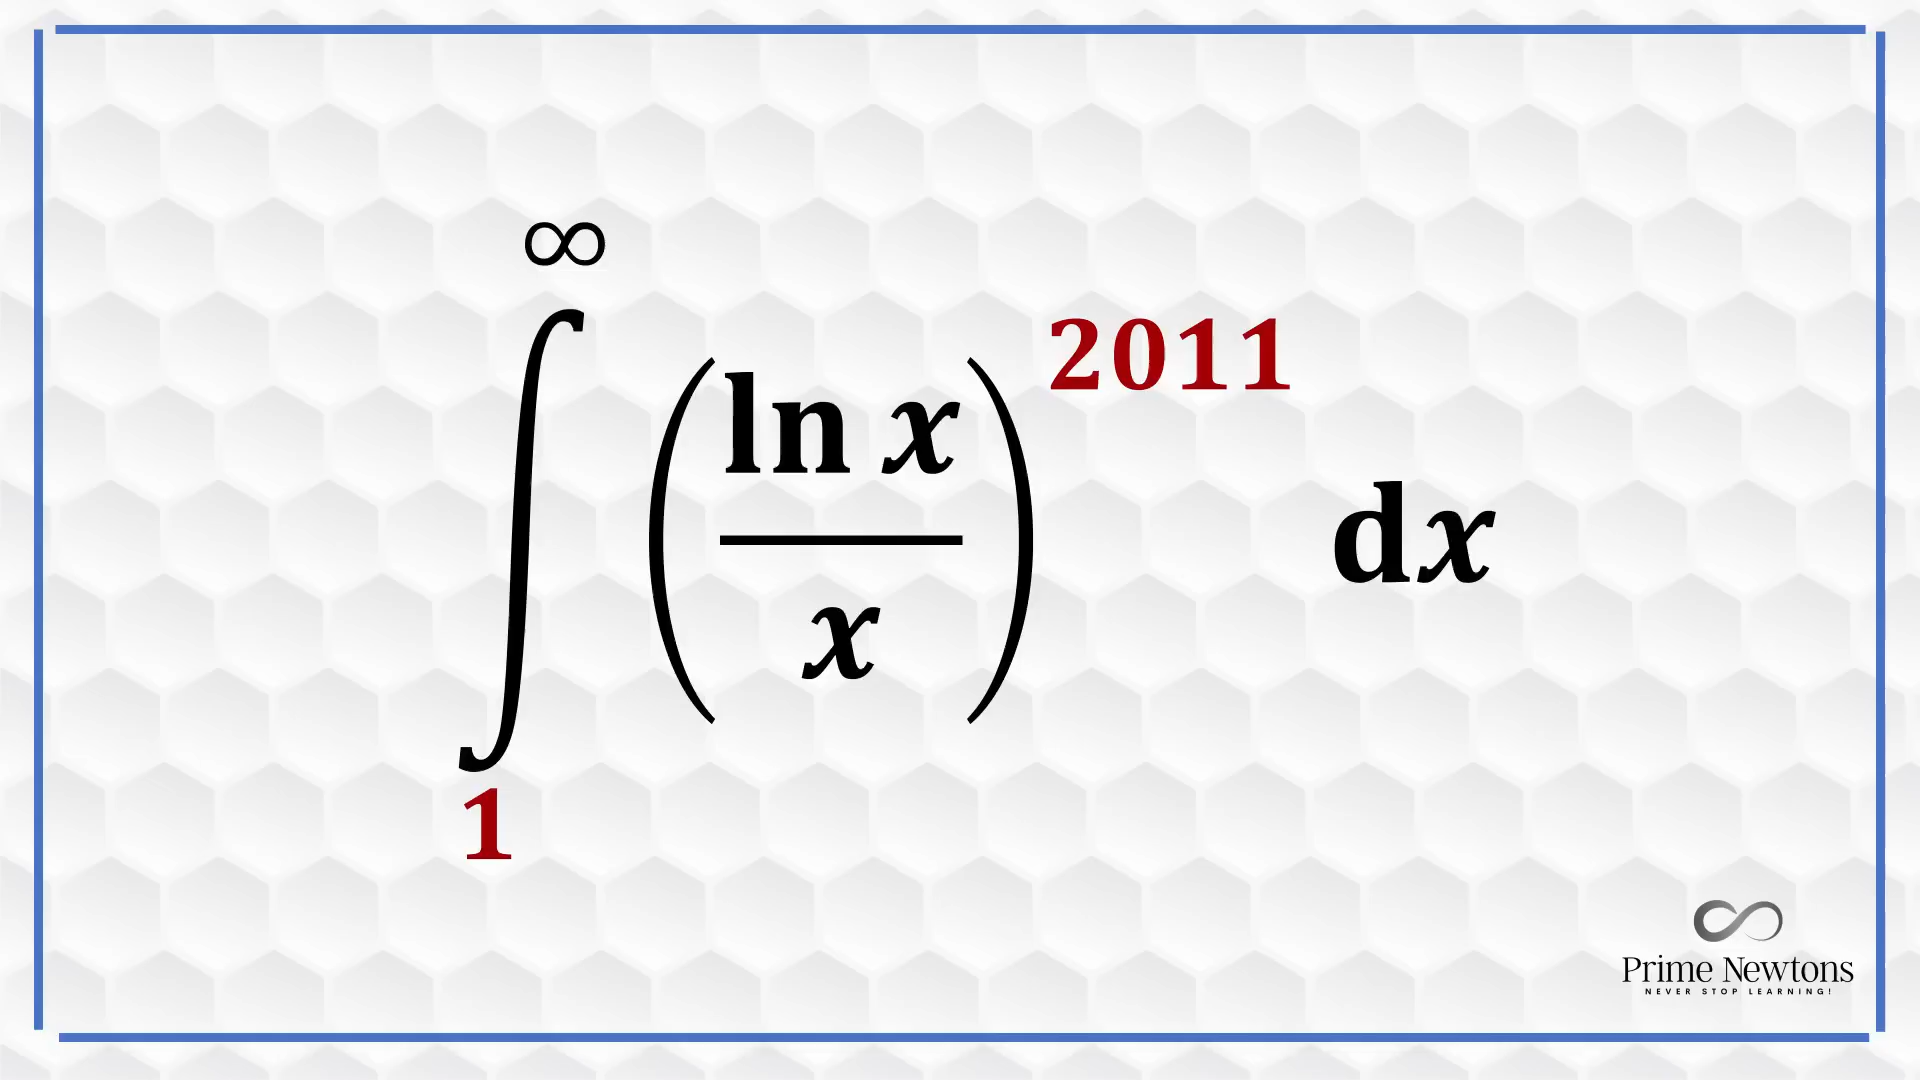 ∞
∫ (ln x / x)^2011 dx
1
Prime Newtons
NEVER STOP LEARNING!